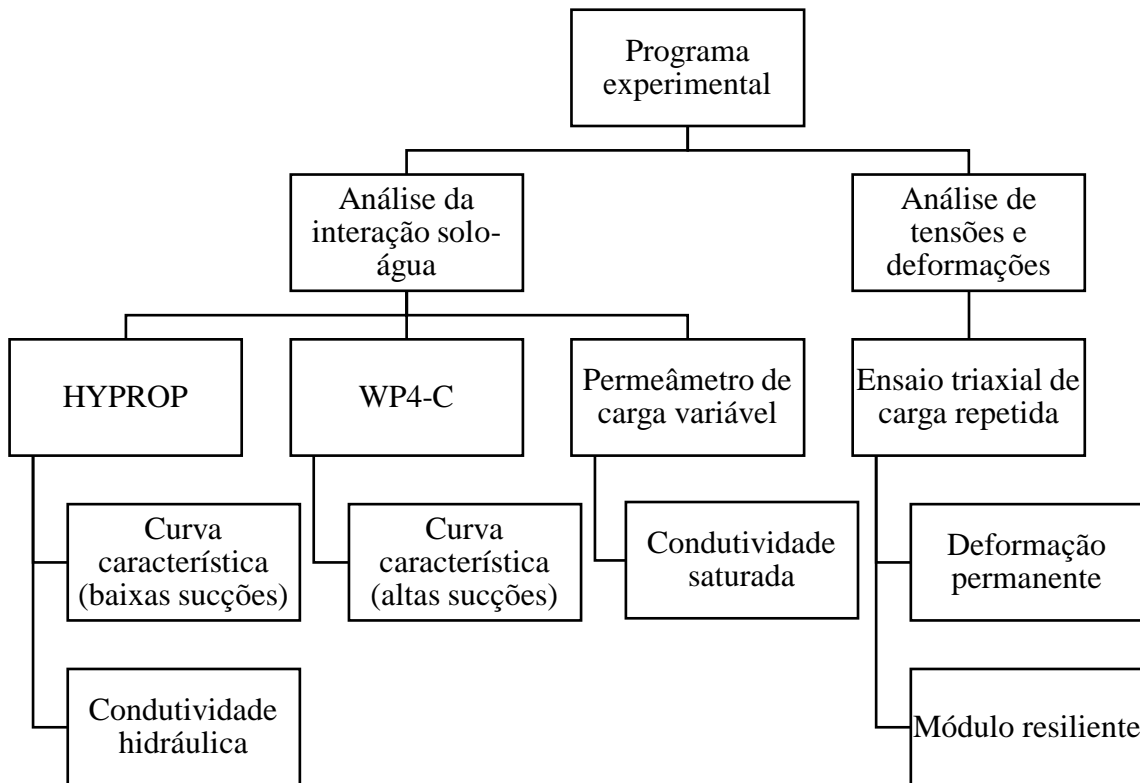 Programa
experimental
Análise da
interação solo-
água
Análise de
tensões e
deformações
HYPROP
WP4-C
Permeâmetro de
carga variável
Ensaio triaxial de
carga repetida
Curva
característica
(baixas sucções)
Curva
característica
(altas sucções)
Condutividade
saturada
Deformação
permanente
Condutividade
hidráulica
Módulo resiliente